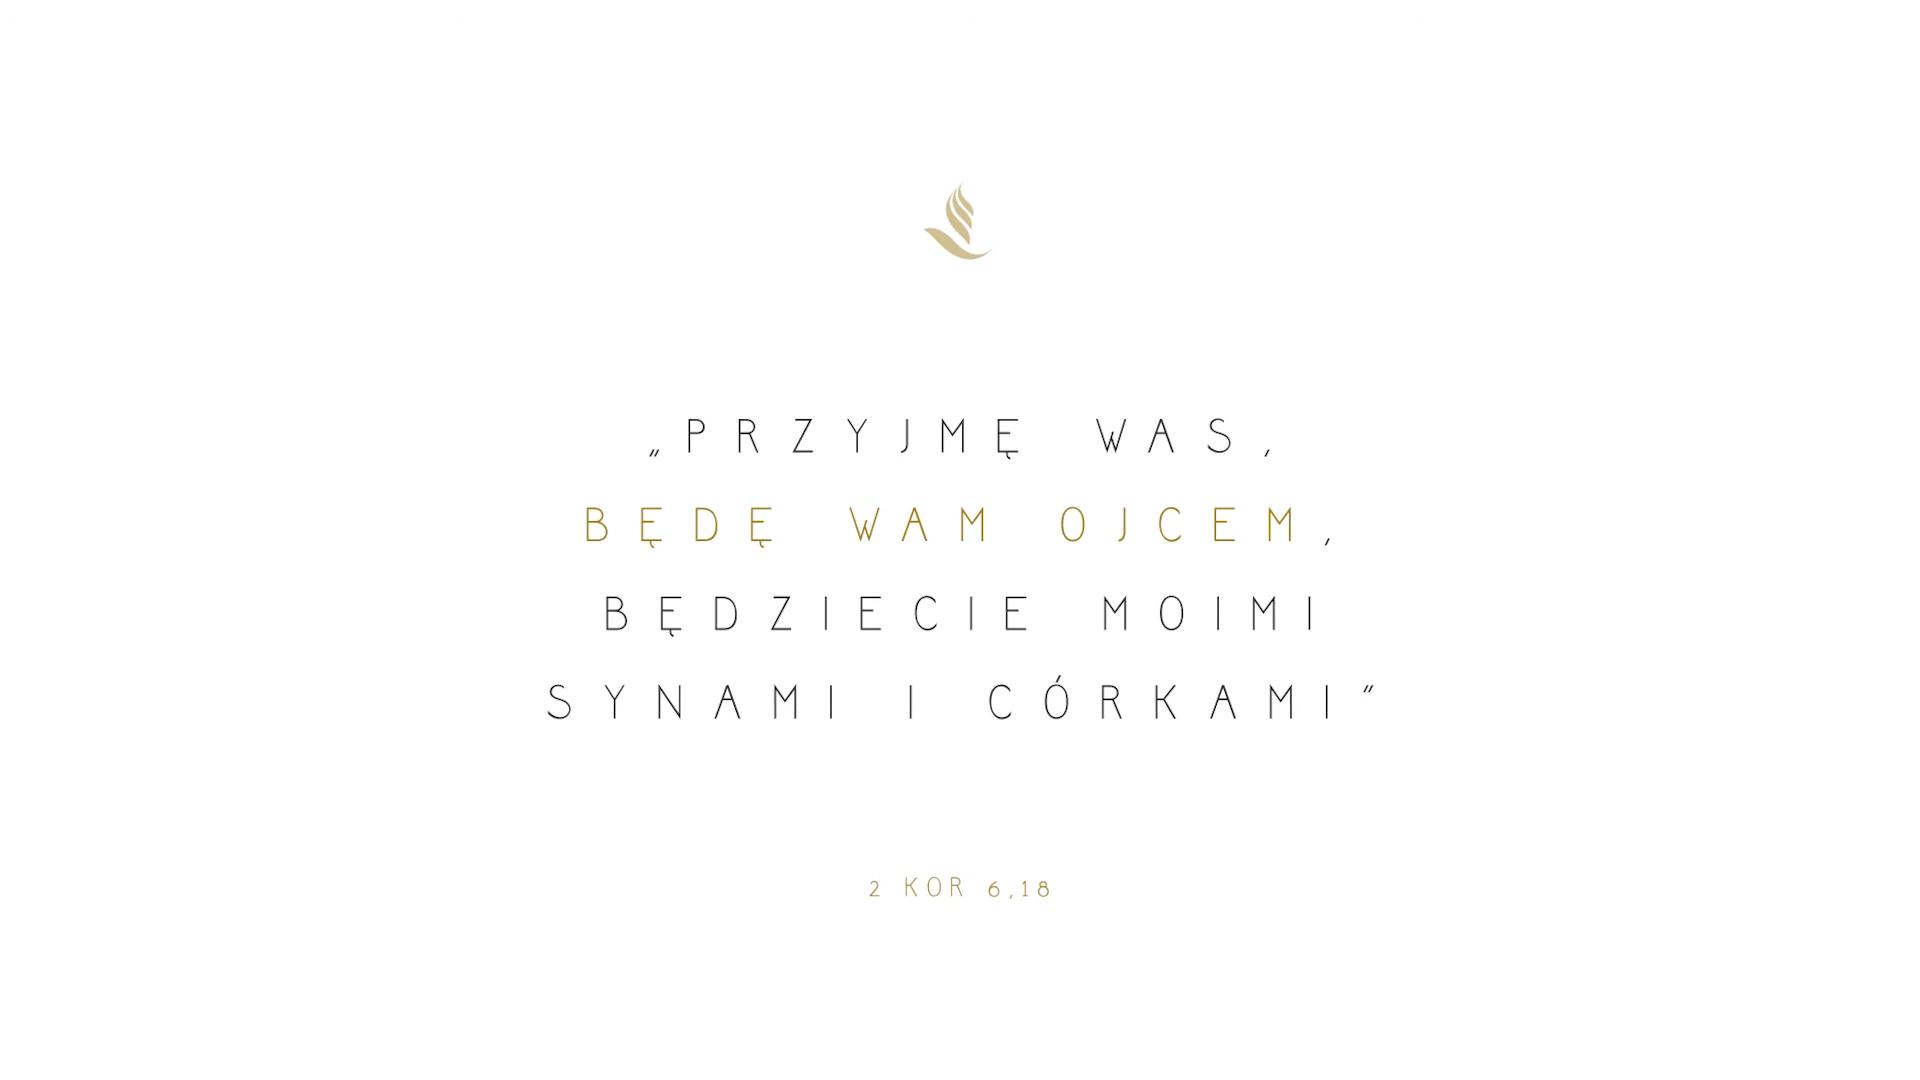 „PRZYJMĘ WAS,
BĘDĘ WAM OJCEM,
BĘDZIECIE MOIMI
SYNAMI I CÓRKAMI”
2 KOR 6,18